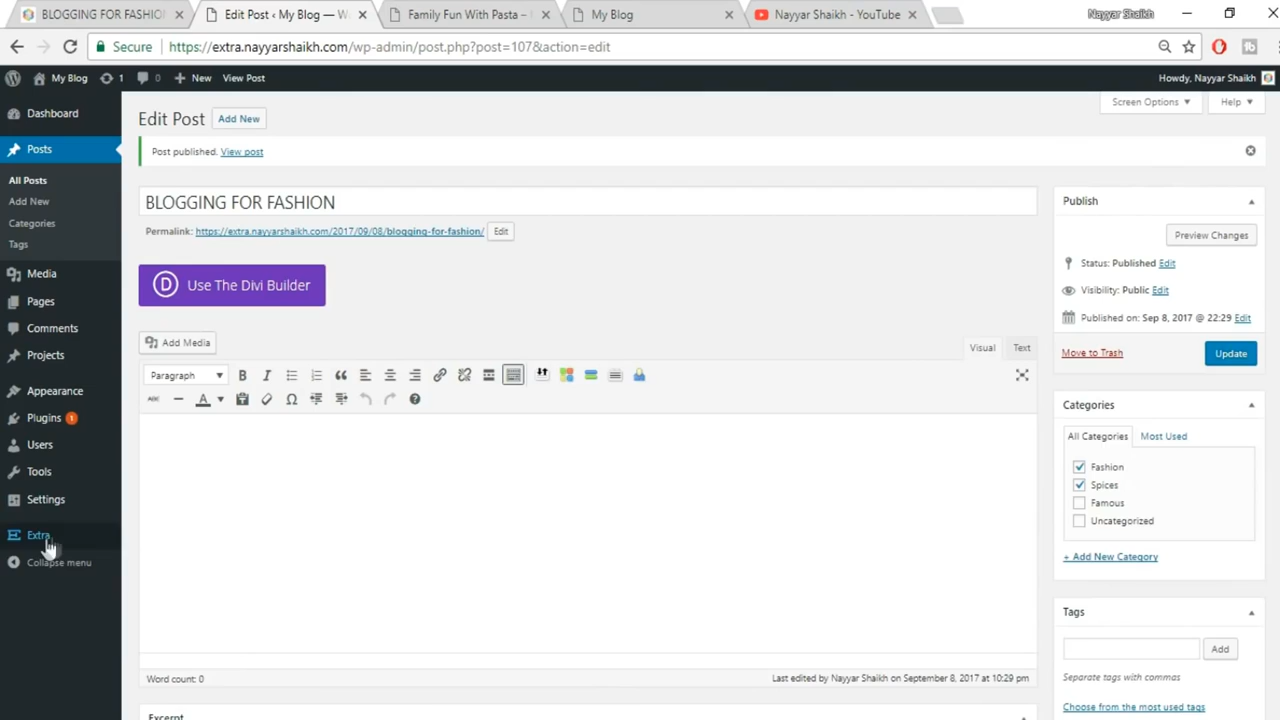 BLOGGING FOR FASHION
Edit Post ‹ My Blog — W
Family Fun With Pasta –
My Blog
Nayyar Shaikh - YouTube
Nayyar Shaikh
Secure
https://extra.nayyarshaikh.com/wp-admin/post.php?post=107&action=edit
My Blog
1
0
New
View Post
Howdy, Nayyar Shaikh
Dashboard
Posts
All Posts
Add New
Categories
Tags
Media
Pages
Comments
Projects
Appearance
Plugins 1
Users
Tools
Settings
Extra
Collapse menu
Screen Options
Help
Edit Post
Add New
Post published. View post
BLOGGING FOR FASHION
Permalink: https://extra.nayyarshaikh.com/2017/09/08/blogging-for-fashion/ Edit
D Use The Divi Builder
Add Media
Visual
Text
Paragraph
B
I
ABC
A
Word count: 0
Last edited by Nayyar Shaikh on September 8, 2017 at 10:29 pm
Excerpt
Publish
Preview Changes
Status: Published Edit
Visibility: Public Edit
Published on: Sep 8, 2017 @ 22:29 Edit
Move to Trash
Update
Categories
All Categories
Most Used
Fashion
Spices
Famous
Uncategorized
+ Add New Category
Tags
Add
Separate tags with commas
Choose from the most used tags